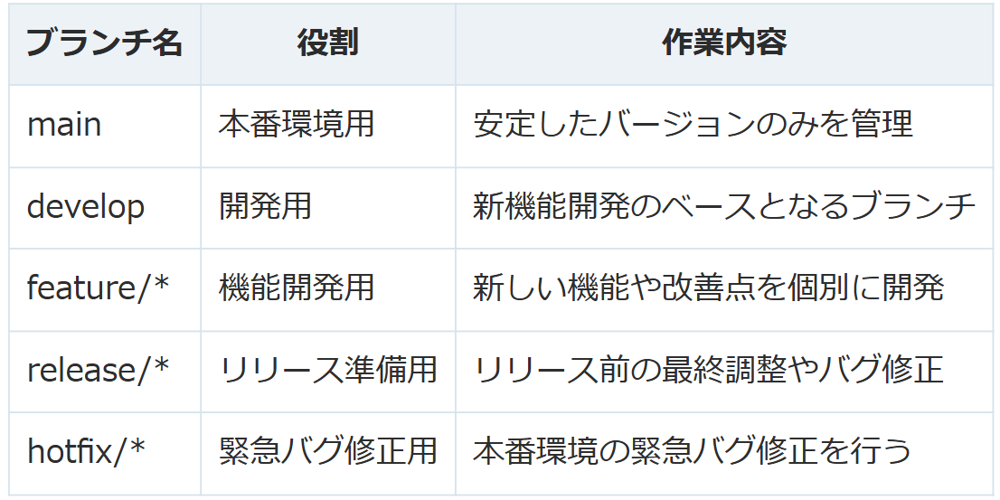 ブランチ名 役割 作業内容
main 本番環境用 安定したバージョンのみを管理
develop 開発用 新機能開発のベースとなるブランチ
feature/* 機能開発用 新しい機能や改善点を個別に開発
release/* リリース準備用 リリース前の最終調整やバグ修正
hotfix/* 緊急バグ修正用 本番環境の緊急バグ修正を行う